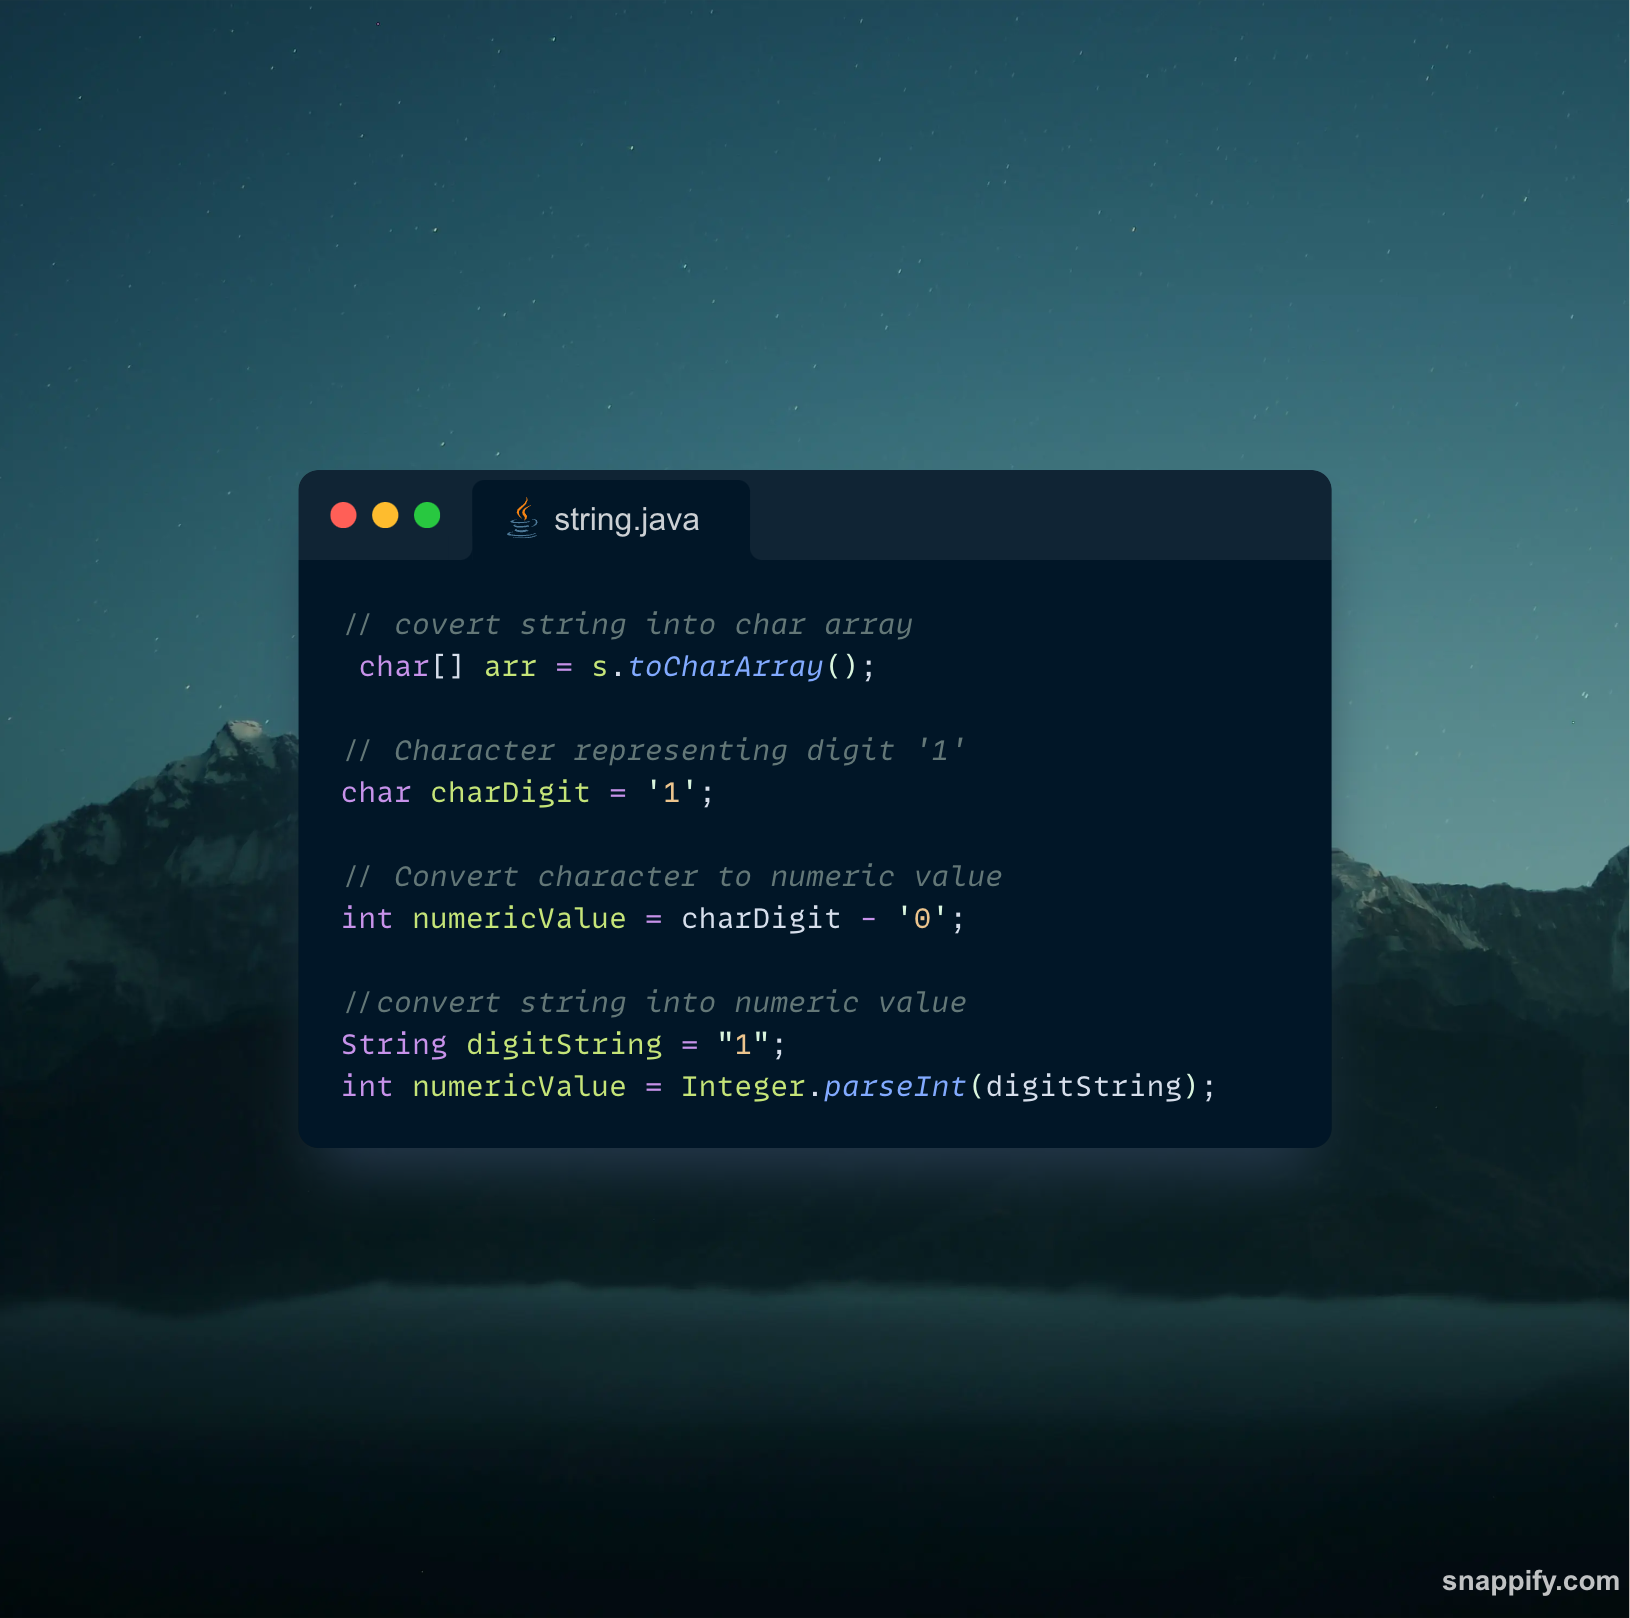 string.java
// covert string into char array
char[] arr = s.toCharArray();
// Character representing digit '1'
char charDigit = '1';
// Convert character to numeric value
int numericValue = charDigit - '0';
//convert string into numeric value
String digitString = "1";
int numericValue = Integer.parseInt(digitString);
snappify.com